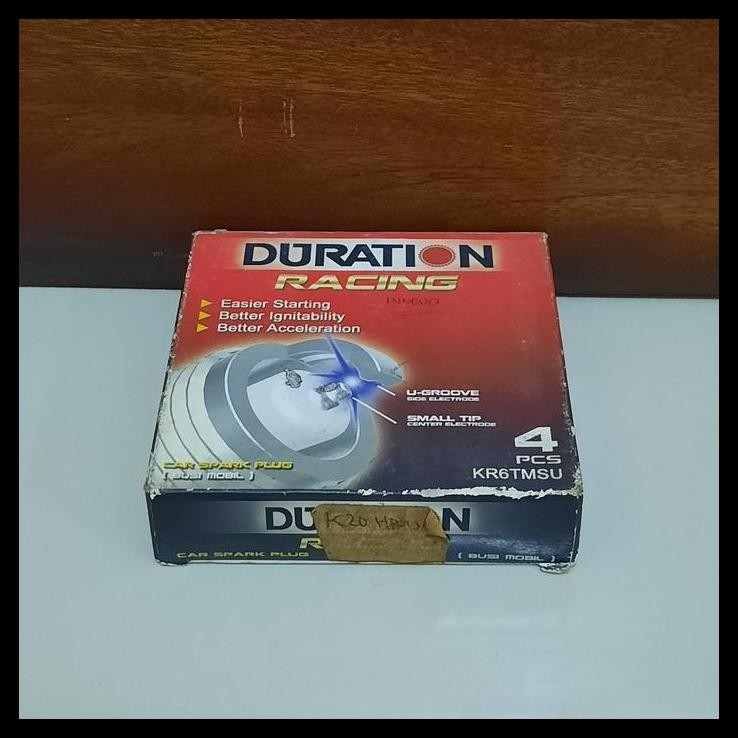 DURATION
RACING
Easier Starting
Better Ignitability
Better Acceleration
U-GROOVE
SIDE ELECTRODE
SMALL TIP
CENTER ELECTRODE
4
PCS
KR6TMSU
CAR SPARK PLUG
( BUSI MOBIL )
DU N
R
CAR SPARK PLUG
( BUSI MOBIL )